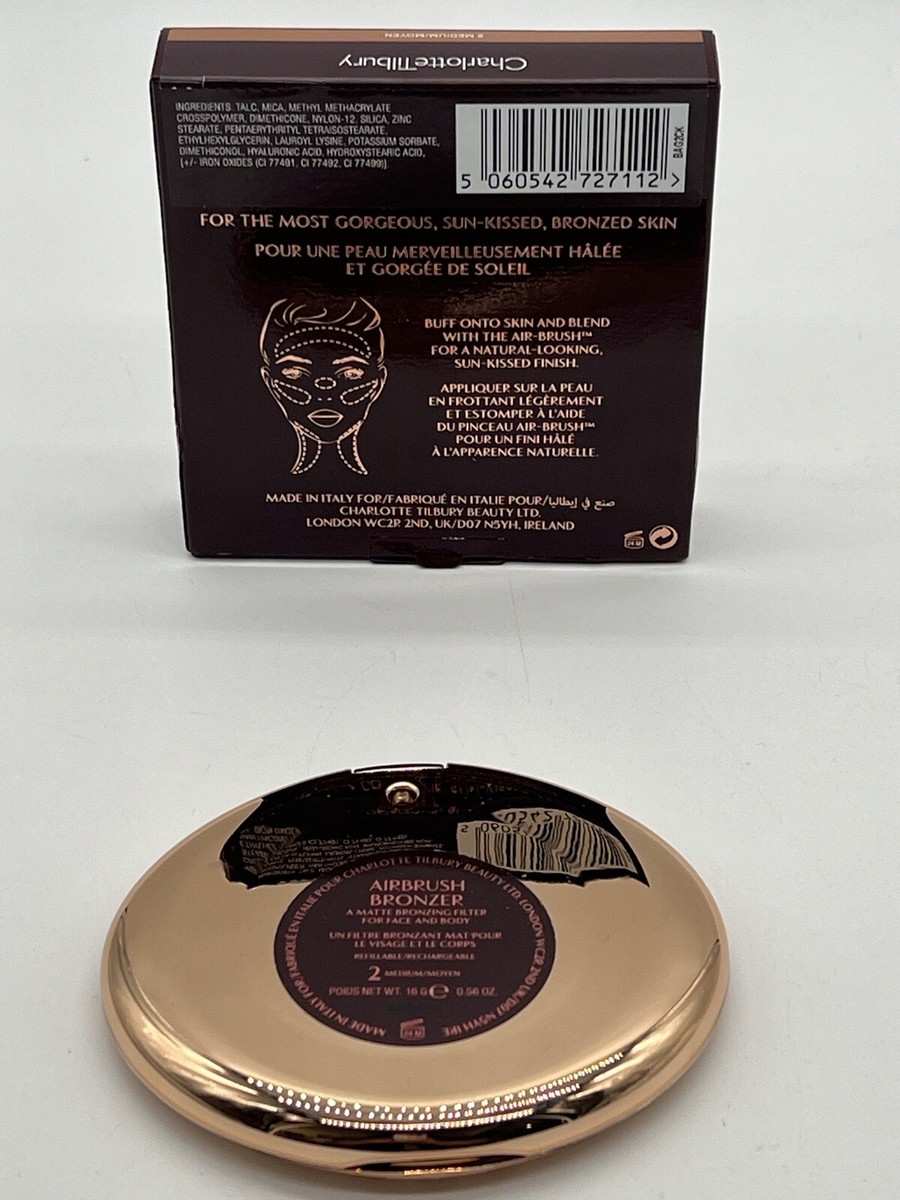 2 MEDIUM/MOYEN
CharlotteTilbury
INGREDIENTS: TALC, MICA, METHYL METHACRYLATE
CROSSPOLYMER, DIMETHICONE, NYLON-12, SILICA, ZINC
STEARATE, PENTAERYTHRITYL TETRAISOSTEARATE,
ETHYLHEXYLGLYCERIN, LAUROYL LYSINE, POTASSIUM SORBATE,
DIMETHICONOL, HYALURONIC ACID, HYDROXYSTEARIC ACID,
[+/- IRON OXIDES (CI 77491, CI 77492, CI 77499)]
5 060542 727112 >
BAG2CK
FOR THE MOST GORGEOUS, SUN-KISSED, BRONZED SKIN
POUR UNE PEAU MERVEILLEUSEMENT HÂLÉE
ET GORGÉE DE SOLEIL
BUFF ONTO SKIN AND BLEND
WITH THE AIR-BRUSH™
FOR A NATURAL-LOOKING,
SUN-KISSED FINISH.
APPLIQUER SUR LA PEAU
EN FROTTANT LÉGÈREMENT
ET ESTOMPER À L'AIDE
DU PINCEAU AIR-BRUSH™
POUR UN FINI HÂLÉ
À L'APPARENCE NATURELLE.
MADE IN ITALY FOR/FABRIQUÉ EN ITALIE POUR/صنع في إيطاليا
CHARLOTTE TILBURY BEAUTY LTD.
LONDON WC2R 2ND, UK/D07 N5YH, IRELAND
24 M
MADE IN ITALY FOR/FABRIQUÉ EN ITALIE POUR CHARLOTTE TILBURY BEAUTY LTD. LONDON WC2R 2ND UK/D07 N5YH IRE
AIRBRUSH
BRONZER
A MATTE BRONZING FILTER
FOR FACE AND BODY
UN FILTRE BRONZANT MAT POUR
LE VISAGE ET LE CORPS
REFILLABLE/RECHARGEABLE
2 MEDIUM/MOYEN
POIDS NET WT. 16 G ℮ 0.56 OZ.
24 M